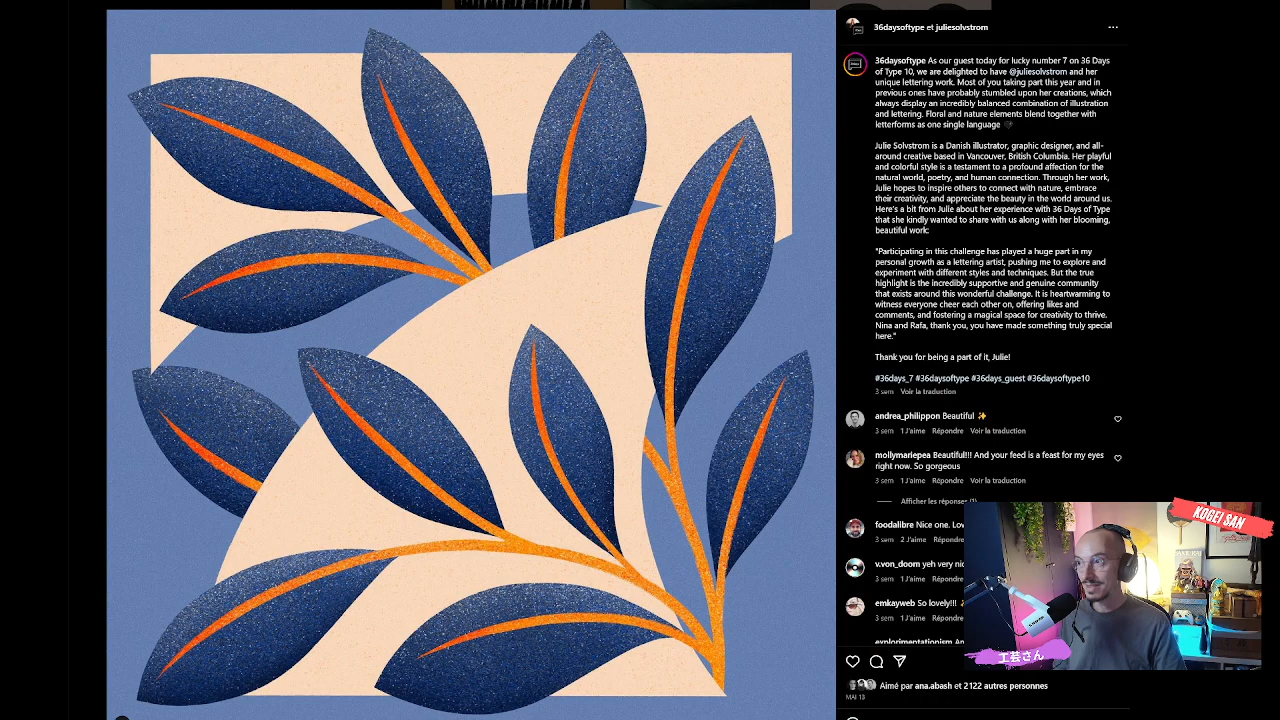 36daysoftype et juliesolvstrom
36daysoftype As our guest today for lucky number 7 on 36 Days
of Type 10, we are delighted to have @juliesolvstrom and her
unique lettering work. Most of you taking part this year and in
previous ones have probably stumbled upon her creations, which
always display an incredibly balanced combination of illustration
and lettering. Floral and nature elements blend together with
letterforms as one single language
Julie Solvstrom is a Danish illustrator, graphic designer, and all-
around creative based in Vancouver, British Columbia. Her playful
and colorful style is a testament to a profound affection for the
natural world, poetry, and human connection. Through her work,
Julie hopes to inspire others to connect with nature, embrace
their creativity, and appreciate the beauty in the world around us.
Here's a bit from Julie about her experience with 36 Days of Type
that she kindly wanted to share with us along with her blooming,
beautiful work:
"Participating in this challenge has played a huge part in my
personal growth as a lettering artist, pushing me to explore and
experiment with different styles and techniques. But the true
highlight is the incredibly supportive and genuine community
that exists around this wonderful challenge. It is heartwarming to
witness everyone cheer each other on, offering likes and
comments, and fostering a magical space for creativity to thrive.
Nina and Rafa, thank you, you have made something truly special
here."
Thank you for being a part of it, Julie!
#36days_7 #36daysoftype #36days_guest #36daysoftype10
3 sem Voir la traduction
andrea_philippon Beautiful ✨
3 sem 1 J'aime Répondre Voir la traduction
mollymariepea Beautiful!!! And your feed is a feast for my eyes
right now. So gorgeous
3 sem 1 J'aime Répondre Voir la traduction
Afficher les réponses (1)
foodalibre Nice one. Lov
3 sem 2 J'aime Répondre
v.von_doom yeh very nic
3 sem 1 J'aime Répondre
emkayweb So lovely!!!
3 sem 1 J'aime Répondre
explorimentationism
KOGEI SAN
工芸さん
Aimé par ana.abash et 2 122 autres personnes
MAI 13